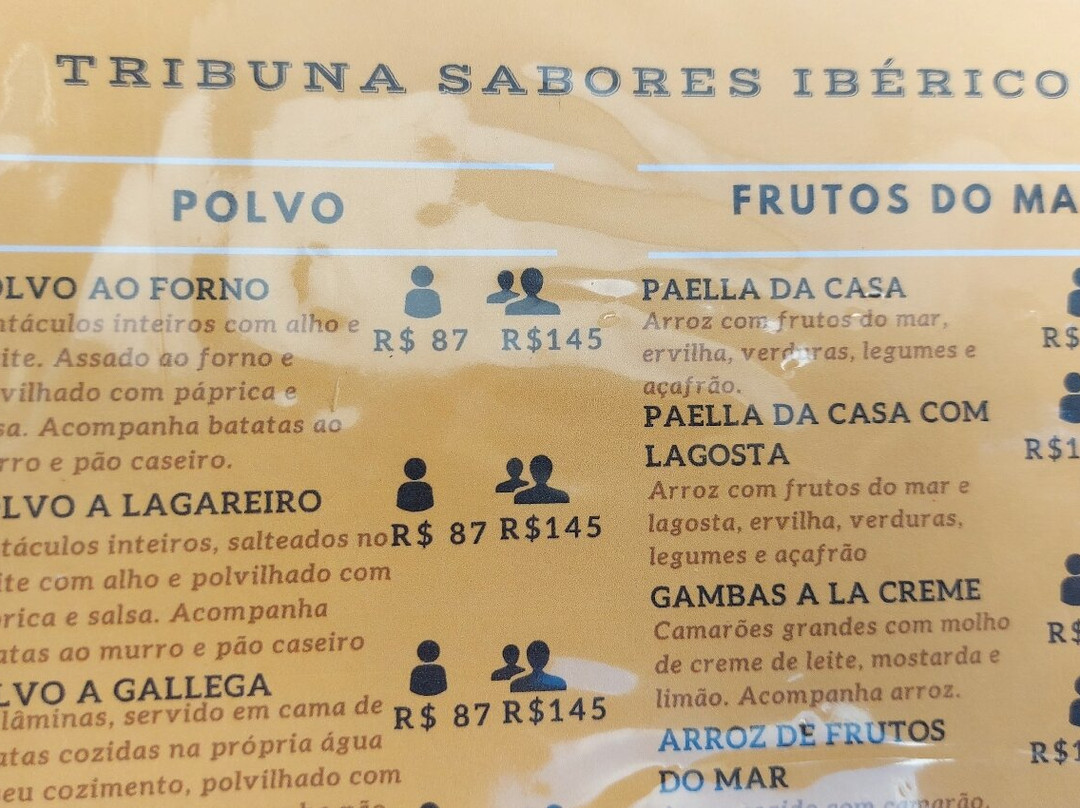 TRIBUNA SABORES IBÉRICO
POLVO
OLVO AO FORNO
ntáculos inteiros com alho e
ite. Assado ao forno e
vilhado com páprica e
sa. Acompanha batatas ao
rro e pão caseiro.
R$ 87 R$145
LVO A LAGAREIRO
táculos inteiros, salteados no
ite com alho e polvilhado com
rica e salsa. Acompanha
atas ao murro e pão caseiro
R$ 87 R$145
LVO A GALLEGA
lâminas, servido em cama de
atas cozidas na própria água
seu cozimento, polvilhado com
R$ 87 R$145
FRUTOS DO MA
PAELLA DA CASA
Arroz com frutos do mar,
ervilha, verduras, legumes e
açafrão.
R$
PAELLA DA CASA COM
LAGOSTA
Arroz com frutos do mar e
lagosta, ervilha, verduras,
legumes e açafrão
R$1
GAMBAS A LA CREME
Camarões grandes com molho
de creme de leite, mostarda e
limão. Acompanha arroz.
R$
ARROZ DE FRUTOS
DO MAR
R$1